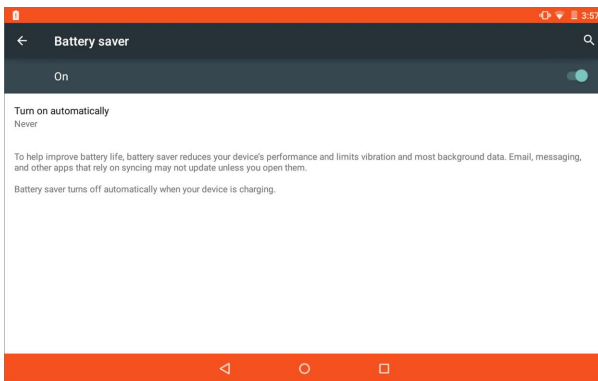 3:57
Battery saver
On
Turn on automatically
Never
To help improve battery life, battery saver reduces your device's performance and limits vibration and most background data. Email, messaging,
and other apps that rely on syncing may not update unless you open them.
Battery saver turns off automatically when your device is charging.